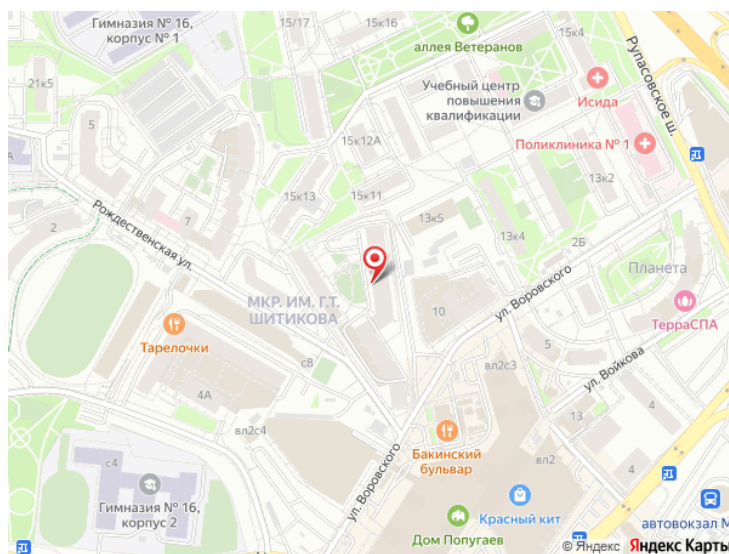 Гимназия № 16,
корпус № 1
15/17
16
аллея Ветеранов
15к4
Рупасовское ш.
Учебный центр
повышения
квалификации
Исида
21к5
5
15к12А
Поликлиника № 1
А
15к13
15к11
13к2
2
7
Рождественская ул.
13к5
13к4
2Б
Планета
МКР. ИМ. Г.Т.
ШИТИКОВА
10
ул. Воровского
ТерраСПА
Тарелочки
с8
5
ул. Войкова
4А
вл2с3
вл2с4
13
4
Бакинский
бульвар
вл2
4
с4
Гимназия № 16,
корпус 2
ул. Воровского
Красный кит
Дом Попугаев
автовокзал М
© Яндекс Яндекс Карты